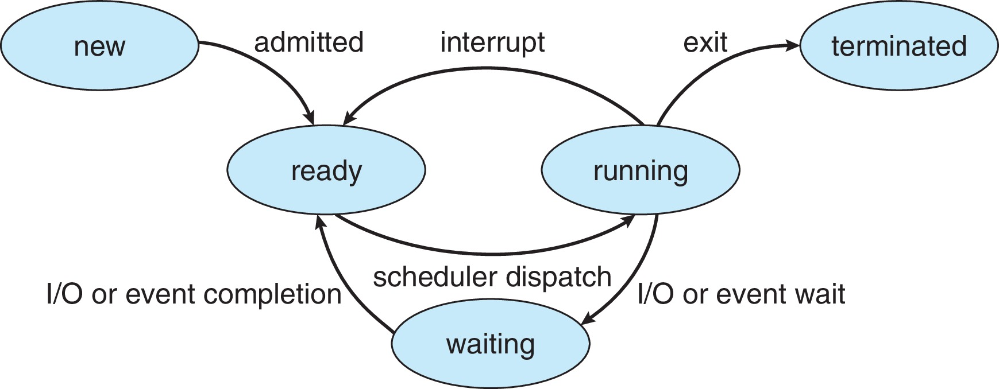 new
admitted
interrupt
exit
terminated
ready
running
scheduler dispatch
I/O or event completion
I/O or event wait
waiting